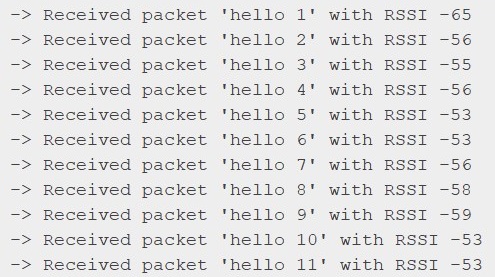 -> Received packet 'hello 1' with RSSI -65
-> Received packet 'hello 2' with RSSI -56
-> Received packet 'hello 3' with RSSI -55
-> Received packet 'hello 4' with RSSI -56
-> Received packet 'hello 5' with RSSI -53
-> Received packet 'hello 6' with RSSI -53
-> Received packet 'hello 7' with RSSI -56
-> Received packet 'hello 8' with RSSI -58
-> Received packet 'hello 9' with RSSI -59
-> Received packet 'hello 10' with RSSI -53
-> Received packet 'hello 11' with RSSI -53